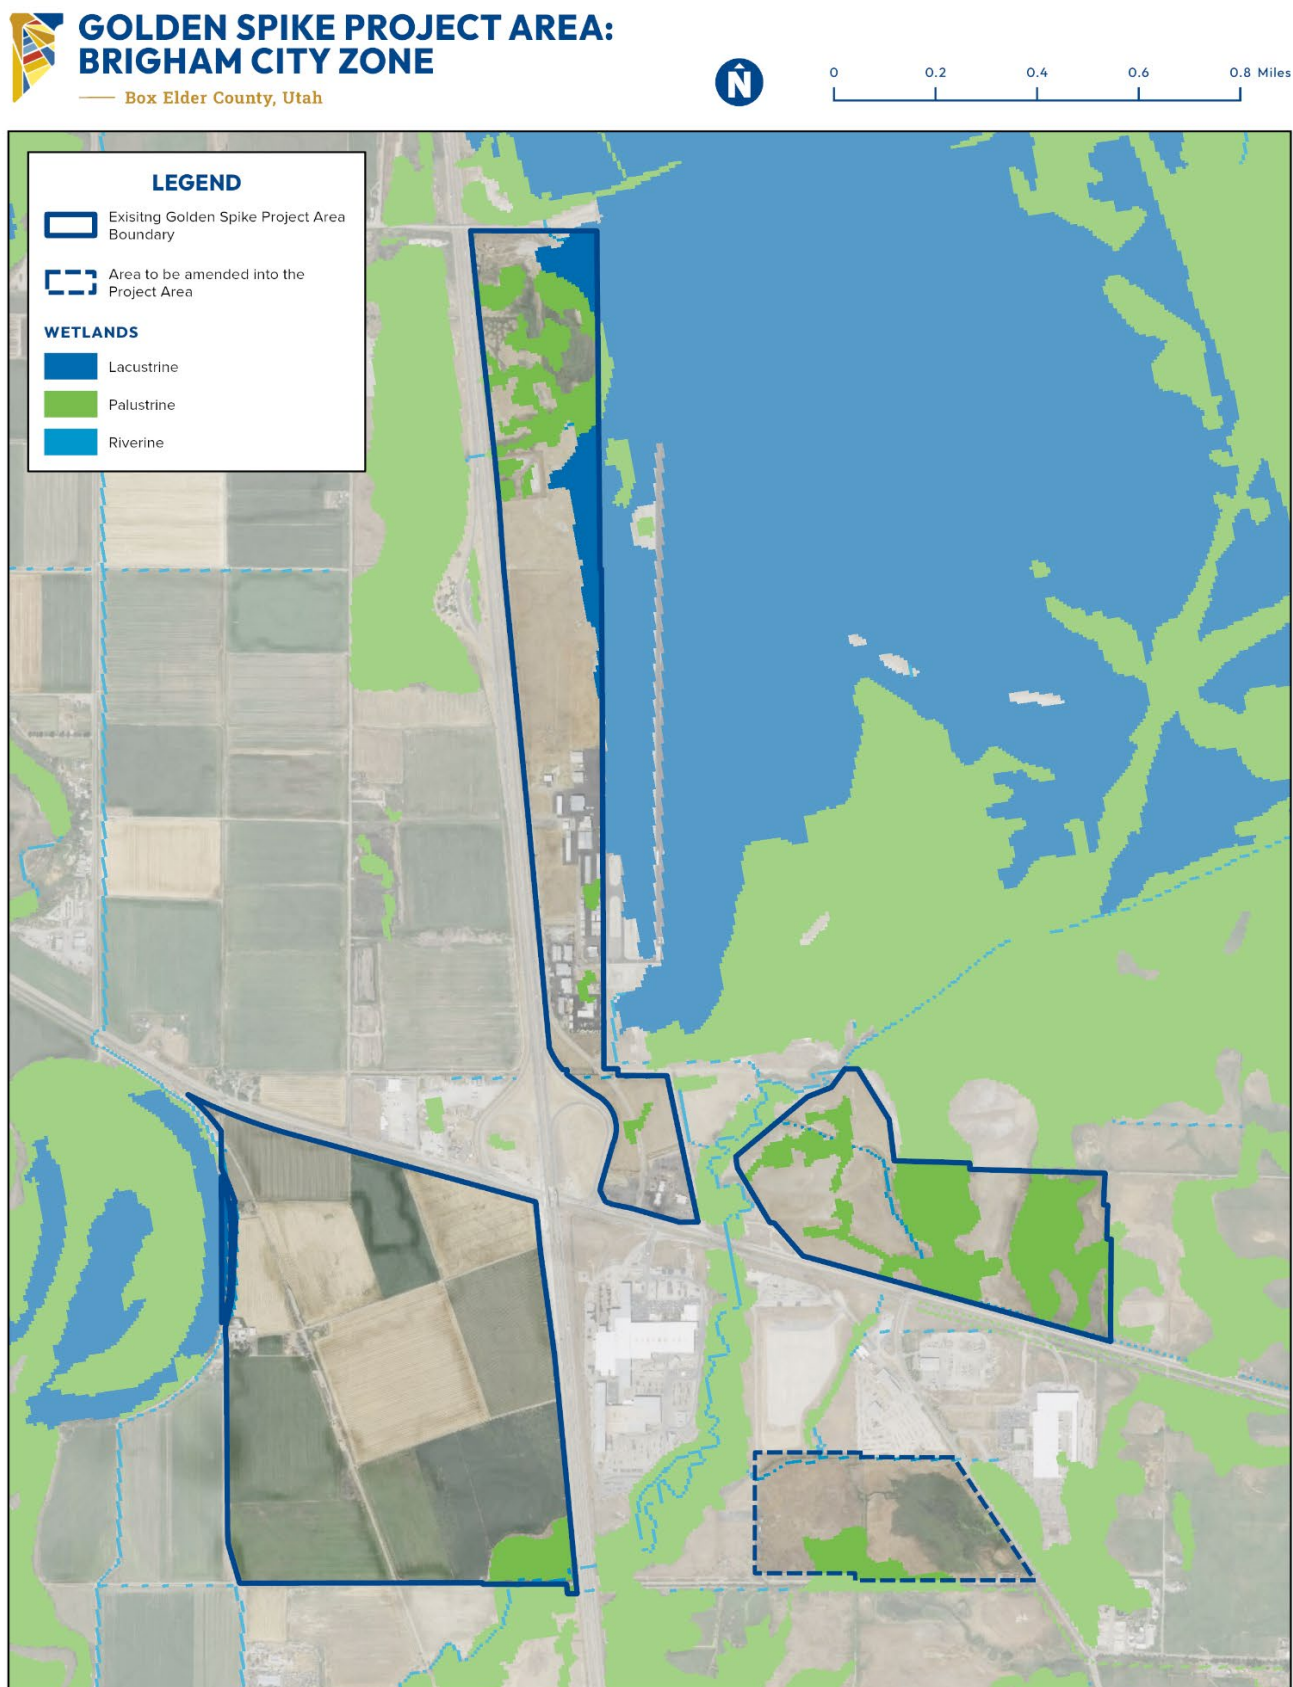 GOLDEN SPIKE PROJECT AREA:
BRIGHAM CITY ZONE
Box Elder County, Utah
N
0 0.2 0.4 0.6 0.8 Miles
LEGEND
Exisitng Golden Spike Project Area
Boundary
Area to be amended into the
Project Area
WETLANDS
Lacustrine
Palustrine
Riverine